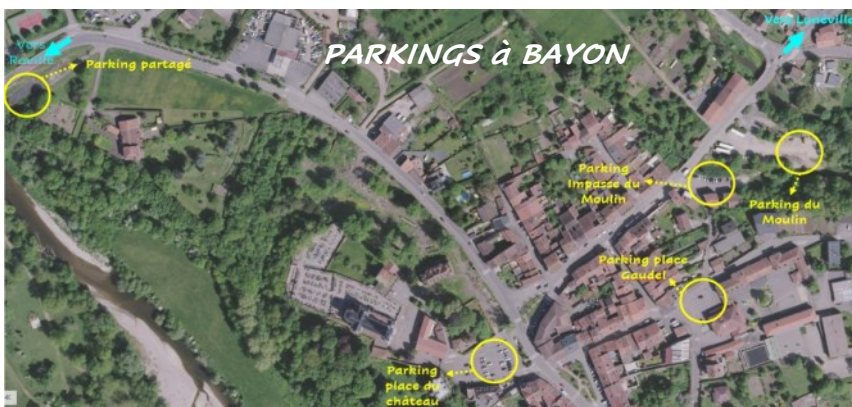 PARKINGS à BAYON
Vers
Roville
Parking partagé
Vers Lunéville
Parking
Impasse du
Moulin
Parking du
Moulin
Parking place
Gaudel
Parking
place du
château